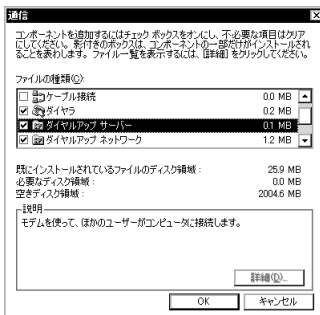 通信
コンポーネントを追加するにはチェック ボックスをオンにし、不必要な項目はクリア
にしてください。影付きのボックスは、コンポーネントの一部だけがインストールされ
ることを表わします。ファイル一覧を表示するには、[詳細] をクリックしてください。
ファイルの種類(C):
ケーブル接続 0.0 MB
ダイヤラ 0.2 MB
ダイヤルアップ サーバー 0.1 MB
ダイヤルアップ ネットワーク 1.2 MB
既にインストールされているファイルのディスク領域: 25.9 MB
必要なディスク領域: 0.0 MB
空きディスク領域: 2004.6 MB
説明
モデムを使って、ほかのユーザーがコンピュータに接続します。
詳細(D)...
OK キャンセル